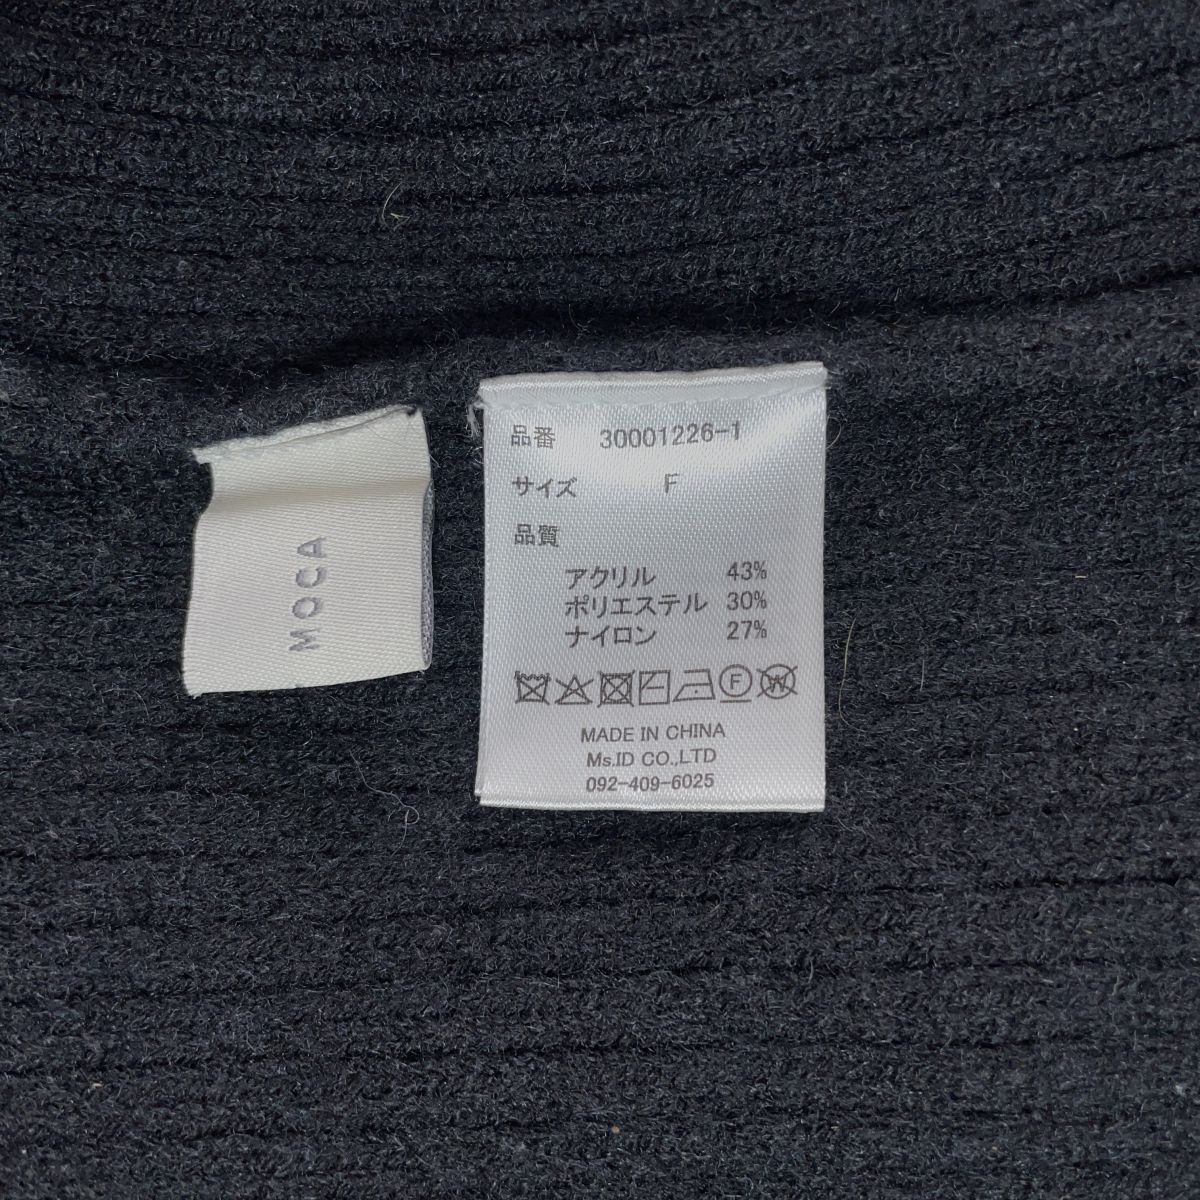 MOCA
品番 30001226-1
サイズ F
品質
アクリル 43%
ポリエステル 30%
ナイロン 27%
F W
MADE IN CHINA
Ms.ID CO.,LTD
092-409-6025